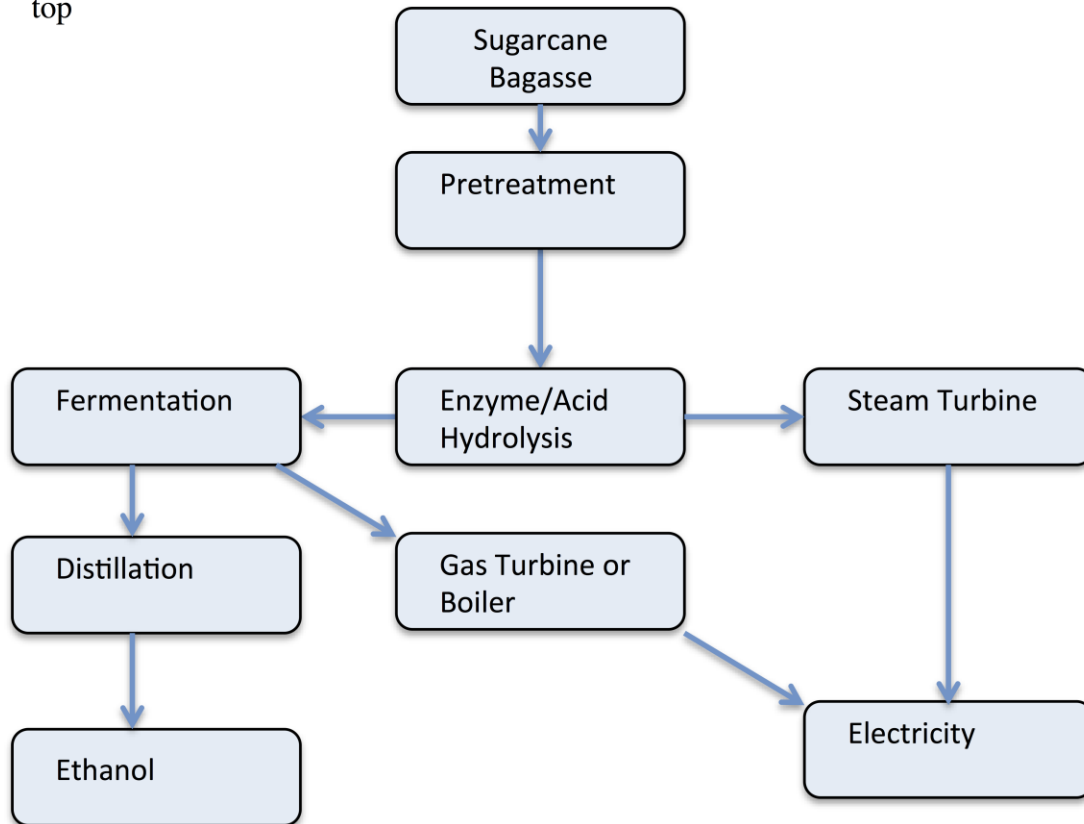 top
Sugarcane
Bagasse
Pretreatment
Fermentation
Enzyme/Acid
Hydrolysis
Steam Turbine
Distillation
Gas Turbine or
Boiler
Electricity
Ethanol